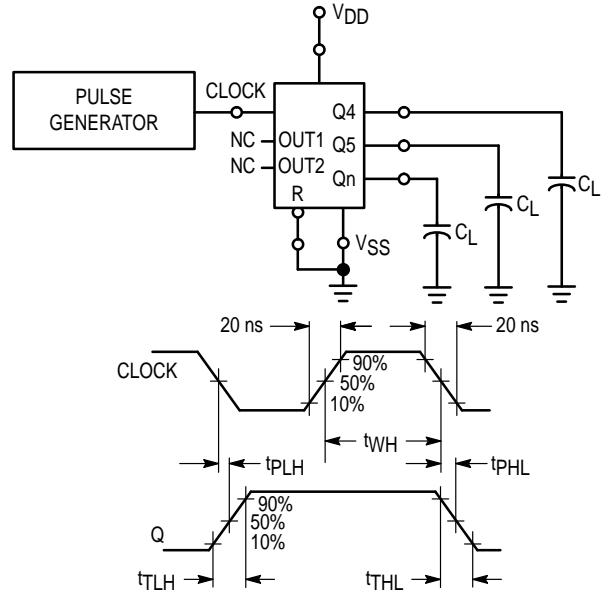 VDD
PULSE
GENERATOR
CLOCK
NC
OUT1
NC
OUT2
R
Q4
Q5
Qn
VSS
CL
CL
CL
20 ns
20 ns
CLOCK
90%
50%
10%
tWH
tPLH
tPHL
Q
90%
50%
10%
tTLH
tTHL